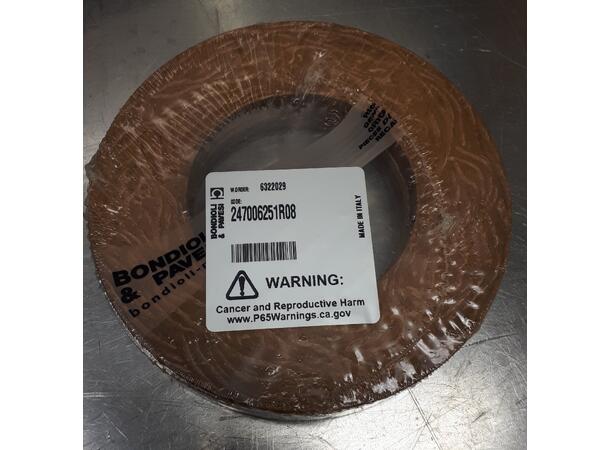 BONDIOLI
& PAVESI
W.ORDER: 6322029
CODE:
247006251R08
MADE IN ITALY
WARNING:
Cancer and Reproductive Harm
www.P65Warnings.ca.gov
BONDIOLI
& PAVESI
bondioli-